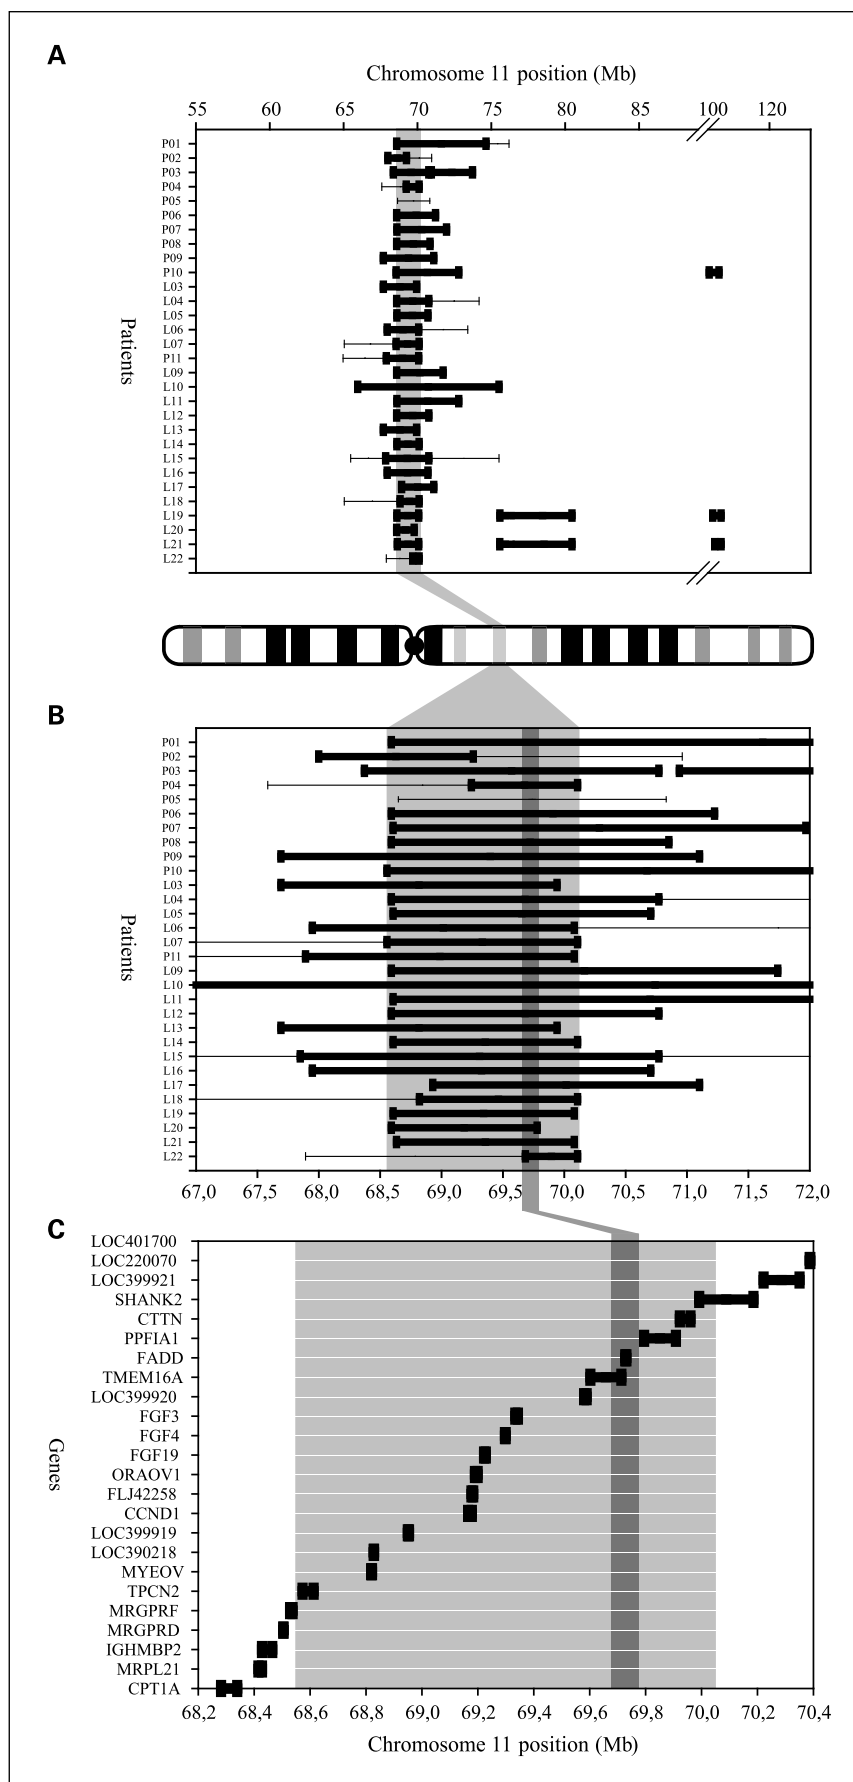 A
Chromosome 11 position (Mb)
55 60 65 70 75 80 85 100 120
Patients
P01
P02
P03
P04
P05
P06
P07
P08
P09
P10
L03
L04
L05
L06
L07
P11
L09
L10
L11
L12
L13
L14
L15
L16
L17
L18
L19
L20
L21
L22
B
Patients
P01
P02
P03
P04
P05
P06
P07
P08
P09
P10
L03
L04
L05
L06
L07
P11
L09
L10
L11
L12
L13
L14
L15
L16
L17
L18
L19
L20
L21
L22
67,0 67,5 68,0 68,5 69,0 69,5 70,0 70,5 71,0 71,5 72,0
C
Genes
LOC401700
LOC220070
LOC399921
SHANK2
CTTN
PPFIA1
FADD
TMEM16A
LOC399920
FGF3
FGF4
FGF19
ORAOV1
FLJ42258
CCND1
LOC399919
LOC390218
MYEOV
TPCN2
MRGPRF
MRGPRD
IGHMBP2
MRPL21
CPT1A
68,2 68,4 68,6 68,8 69,0 69,2 69,4 69,6 69,8 70,0 70,2 70,4
Chromosome 11 position (Mb)